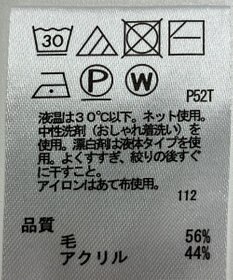 30
P
W
P52T
液温は30℃以下。ネット使用。
中性洗剤(おしゃれ着洗い)を
使用。漂白剤は液体タイプを使
用。よくすすぎ、絞りの後すぐ
に干すこと。
アイロンはあて布使用。
112
品質
毛 56%
アクリル 44%